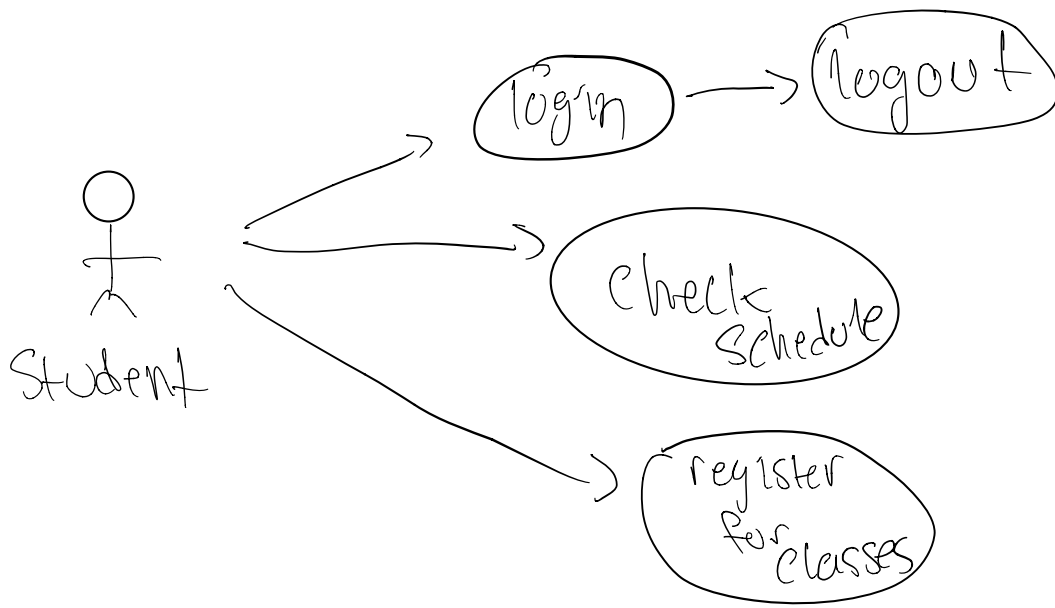 login
logout
Student
check
schedule
register
for
classes